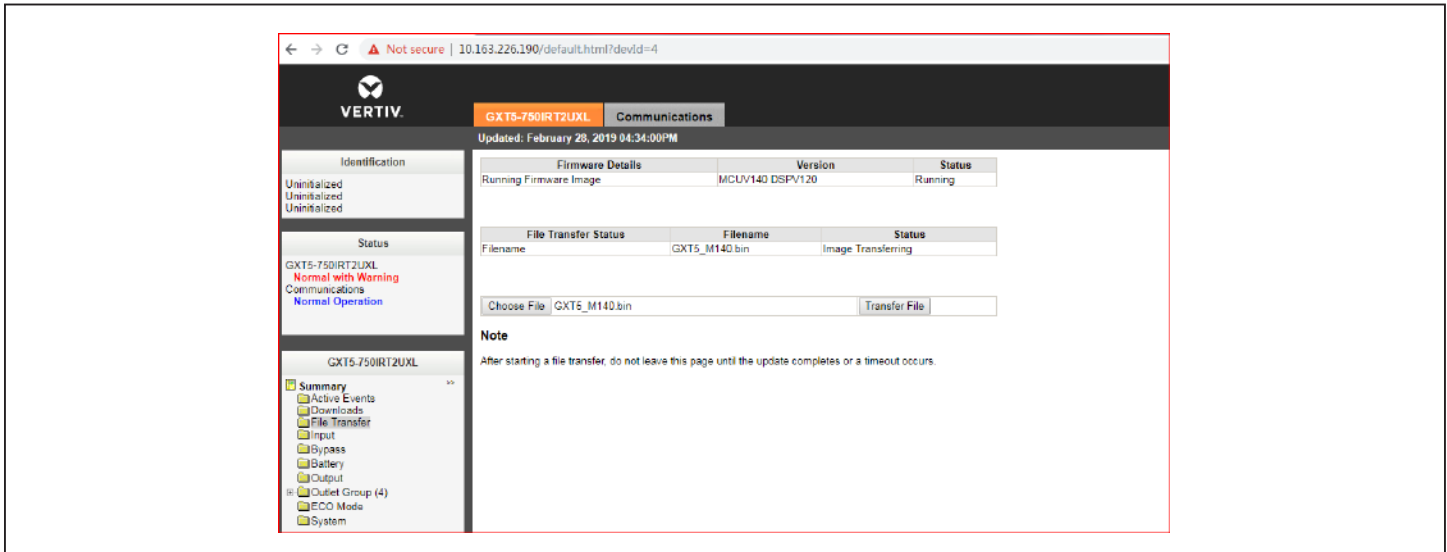 Not secure | 10.163.226.190/default.html?devId=4
VERTIV.
GXT5-750IRT2UXL Communications
Updated: February 28, 2019 04:34:00PM
Identification
Uninitialized
Uninitialized
Uninitialized
Status
GXT5-750IRT2UXL
Normal with Warning
Communications
Normal Operation
GXT5-750IRT2UXL
Summary >>
Active Events
Downloads
File Transfer
Input
Bypass
Battery
Output
Outlet Group (4)
ECO Mode
System
Firmware Details Version Status
Running Firmware Image MCUV140 DSPV120 Running
File Transfer Status Filename Status
Filename GXT5_M140.bin Image Transferring
Choose File GXT5_M140.bin Transfer File
Note
After starting a file transfer, do not leave this page until the update completes or a timeout occurs.